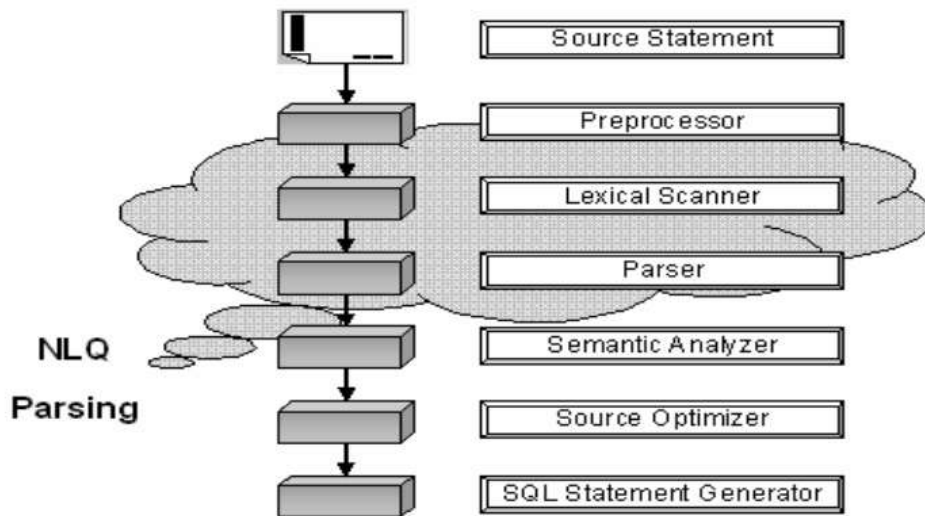 Source Statement
Preprocessor
Lexical Scanner
Parser
Semantic Analyzer
Source Optimizer
SQL Statement Generator
NLQ
Parsing